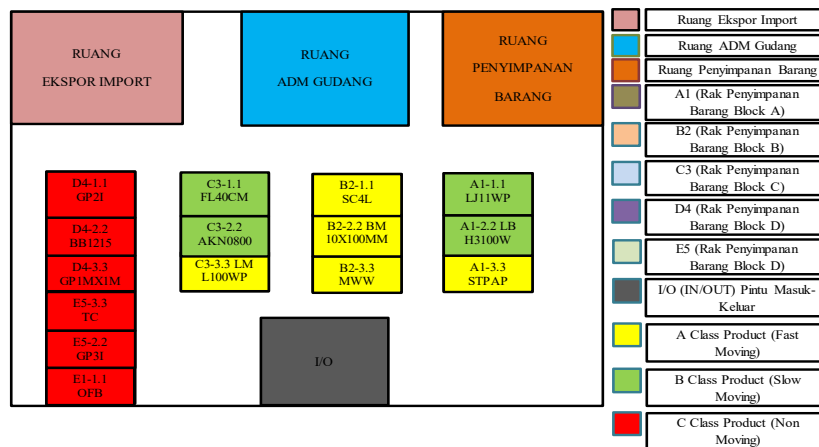 RUANG
EKSPOR IMPORT
RUANG
ADM GUDANG
RUANG
PENYIMPANAN
BARANG
D4-1.1
GP2I
D4-2.2
BB1215
D4-3.3
GP1MX1M
E5-3.3
TC
E5-2.2
GP3I
E1-1.1
OFB
C3-1.1
FL40CM
C3-2.2
AKN0800
C3-3.3 LM
L100WP
B2-1.1
SC4L
B2-2.2 BM
10X100MM
B2-3.3
MWW
A1-1.1
LJ11WP
A1-2.2 LB
H3100W
A1-3.3
STPAP
I/O
Ruang Ekspor Import
Ruang ADM Gudang
Ruang Penyimpanan Barang
A1 (Rak Penyimpanan
Barang Block A)
B2 (Rak Penyimpanan
Barang Block B)
C3 (Rak Penyimpanan
Barang Block C)
D4 (Rak Penyimpanan
Barang Block D)
E5 (Rak Penyimpanan
Barang Block D)
I/O (IN/OUT) Pintu Masuk-
Keluar
A Class Product (Fast
Moving)
B Class Product (Slow
Moving)
C Class Product (Non
Moving)